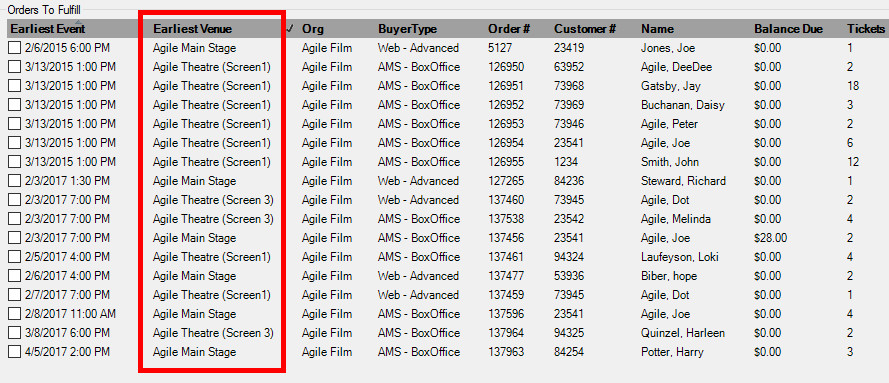 Orders To Fulfill
Earliest Event Earliest Venue ✓ Org BuyerType Order # Customer # Name Balance Due Tickets
2/6/2015 6:00 PM Agile Main Stage Agile Film Web - Advanced 5127 23419 Jones, Joe $0.00 1
3/13/2015 1:00 PM Agile Theatre (Screen1) Agile Film AMS - BoxOffice 126950 63952 Agile, DeeDee $0.00 2
3/13/2015 1:00 PM Agile Theatre (Screen1) Agile Film AMS - BoxOffice 126951 73968 Gatsby, Jay $0.00 18
3/13/2015 1:00 PM Agile Theatre (Screen1) Agile Film AMS - BoxOffice 126952 73969 Buchanan, Daisy $0.00 3
3/13/2015 1:00 PM Agile Theatre (Screen1) Agile Film AMS - BoxOffice 126953 73946 Agile, Peter $0.00 2
3/13/2015 1:00 PM Agile Theatre (Screen1) Agile Film AMS - BoxOffice 126954 23541 Agile, Joe $0.00 6
3/13/2015 1:00 PM Agile Theatre (Screen1) Agile Film AMS - BoxOffice 126955 1234 Smith, John $0.00 12
2/3/2017 1:30 PM Agile Main Stage Agile Film Web - Advanced 127265 84236 Steward, Richard $0.00 1
2/3/2017 7:00 PM Agile Theatre (Screen 3) Agile Film Web - Advanced 137460 73945 Agile, Dot $0.00 2
2/3/2017 7:00 PM Agile Theatre (Screen 3) Agile Film AMS - BoxOffice 137538 23542 Agile, Melinda $0.00 4
2/3/2017 7:00 PM Agile Main Stage Agile Film AMS - BoxOffice 137456 23541 Agile, Joe $28.00 2
2/5/2017 4:00 PM Agile Theatre (Screen1) Agile Film AMS - BoxOffice 137461 94324 Laufeyson, Loki $0.00 4
2/6/2017 4:00 PM Agile Main Stage Agile Film Web - Advanced 137477 53936 Biber, hope $0.00 2
2/7/2017 7:00 PM Agile Theatre (Screen1) Agile Film Web - Advanced 137459 73945 Agile, Dot $0.00 1
2/8/2017 11:00 AM Agile Main Stage Agile Film AMS - BoxOffice 137596 23541 Agile, Joe $0.00 4
3/8/2017 6:00 PM Agile Theatre (Screen 3) Agile Film AMS - BoxOffice 137964 94325 Quinzel, Harleen $0.00 2
4/5/2017 2:00 PM Agile Main Stage Agile Film AMS - BoxOffice 137963 84254 Potter, Harry $0.00 3